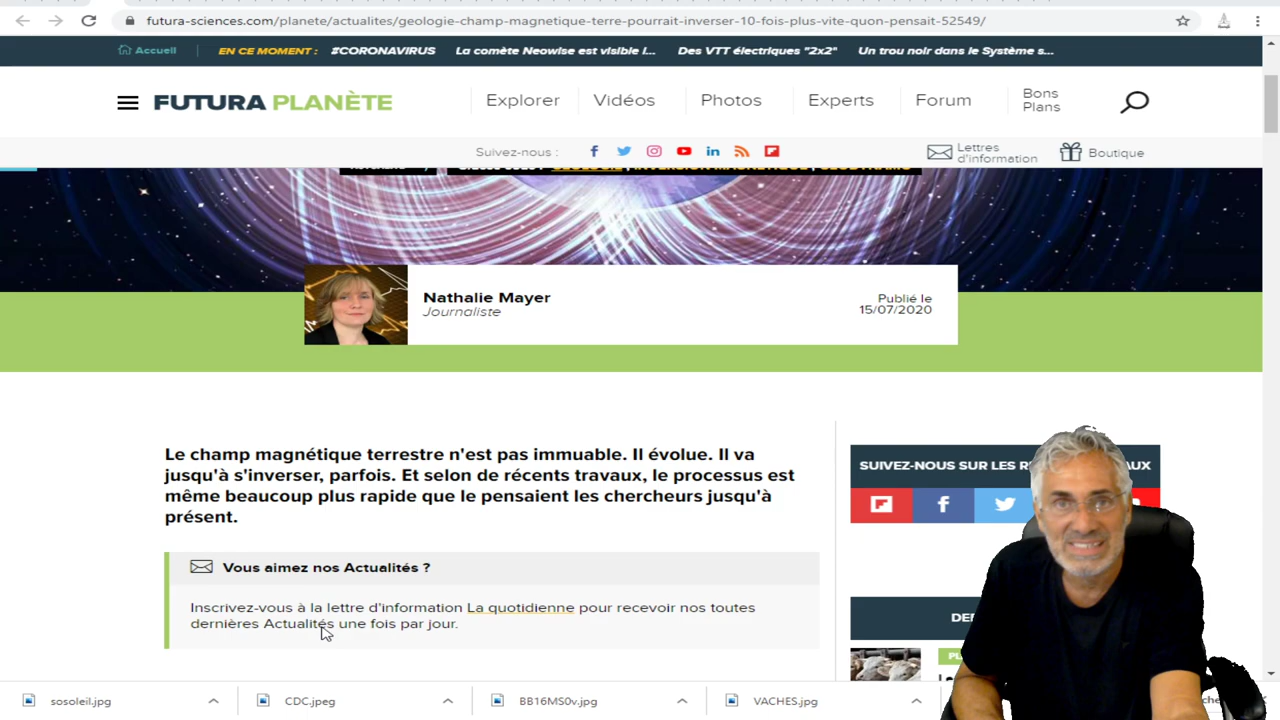 futura-sciences.com/planete/actualites/geologie-champ-magnetique-terre-pourrait-inverser-10-fois-plus-vite-quon-pensait-52549/
Accueil EN CE MOMENT : #CORONAVIRUS La comète Neowise est visible l... Des VTT électriques "2x2" Un trou noir dans le Système s...
FUTURA PLANÈTE Explorer Vidéos Photos Experts Forum Bons Plans
Suivez-nous : Lettres d'information Boutique
Nathalie Mayer
Journaliste
Publié le
15/07/2020
Le champ magnétique terrestre n'est pas immuable. Il évolue. Il va
jusqu'à s'inverser, parfois. Et selon de récents travaux, le processus est
même beaucoup plus rapide que le pensaient les chercheurs jusqu'à
présent.
Vous aimez nos Actualités ?
Inscrivez-vous à la lettre d'information La quotidienne pour recevoir nos toutes
dernières Actualités une fois par jour.
SUIVEZ-NOUS SUR LES R AUX
DE
sosoleil.jpg CDC.jpeg BB16MS0v.jpg VACHES.jpg